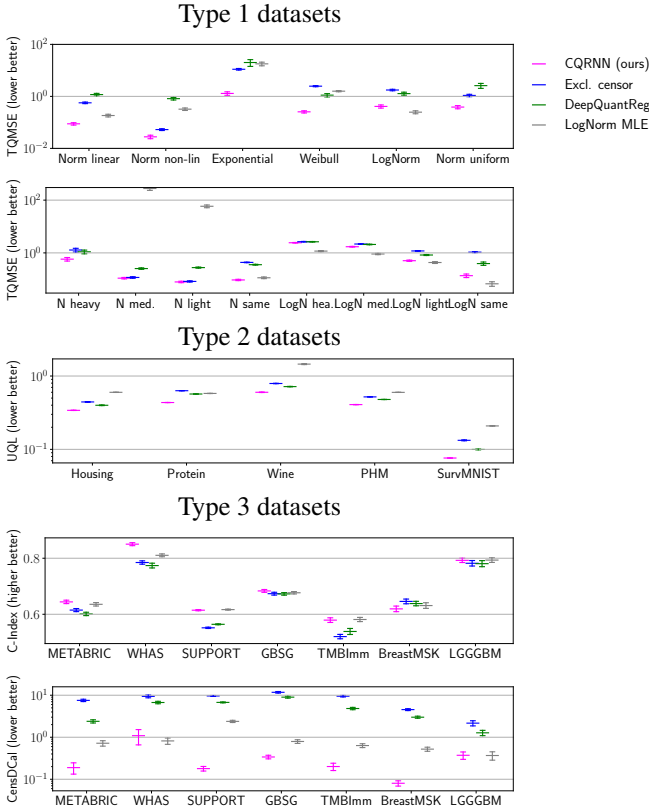 Type 1 datasets
TQMSE (lower better)
10^2
10^0
10^−2
Norm linear Norm non-lin Exponential Weibull LogNorm Norm uniform
CQRNN (ours)
Excl. censor
DeepQuantReg
LogNorm MLE
TQMSE (lower better)
10^2
10^0
N heavy N med. N light N same LogN hea. LogN med. LogN light LogN same
Type 2 datasets
UQL (lower better)
10^0
10^−1
Housing Protein Wine PHM SurvMNIST
Type 3 datasets
C-Index (higher better)
0.8
0.6
METABRIC WHAS SUPPORT GBSG TMBImm BreastMSK LGGGBM
CensDCal (lower better)
10^1
10^0
10^−1
METABRIC WHAS SUPPORT GBSG TMBImm BreastMSK LGGGBM